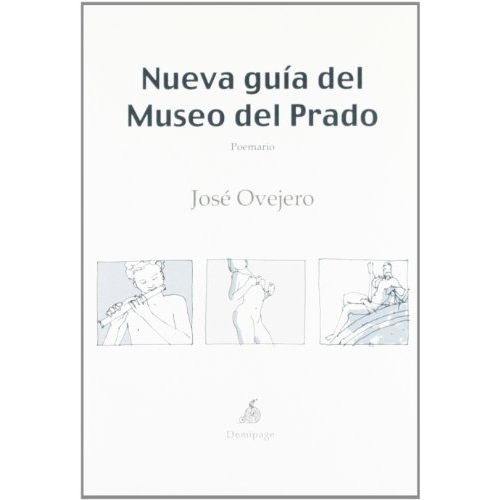 Nueva guía del
Museo del Prado
Poemario
José Ovejero
Demipage